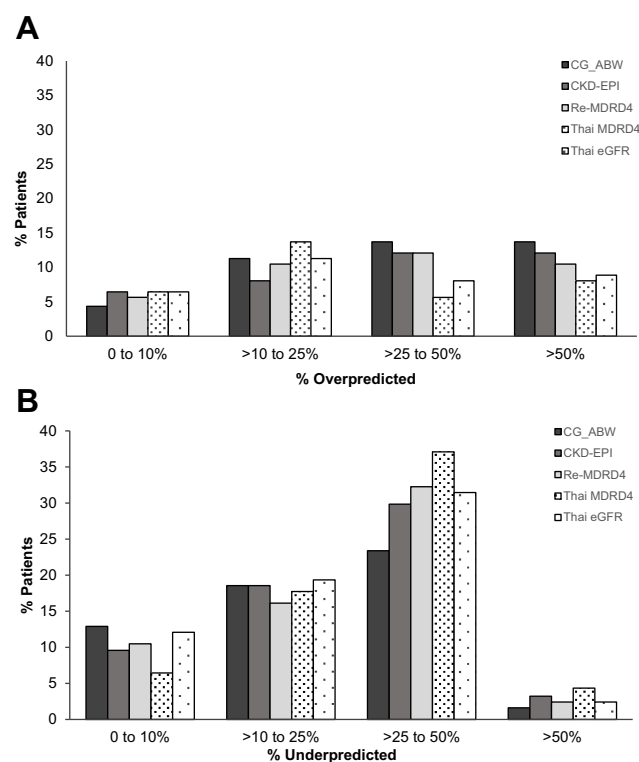 A
40
35
30
25
20
15
10
5
0
% Patients
CG_ABW
CKD-EPI
Re-MDRD4
Thai MDRD4
Thai eGFR
0 to 10%
>10 to 25%
>25 to 50%
>50%
% Overpredicted
B
40
35
30
25
20
15
10
5
0
% Patients
CG_ABW
CKD-EPI
Re-MDRD4
Thai MDRD4
Thai eGFR
0 to 10%
>10 to 25%
>25 to 50%
>50%
% Underpredicted